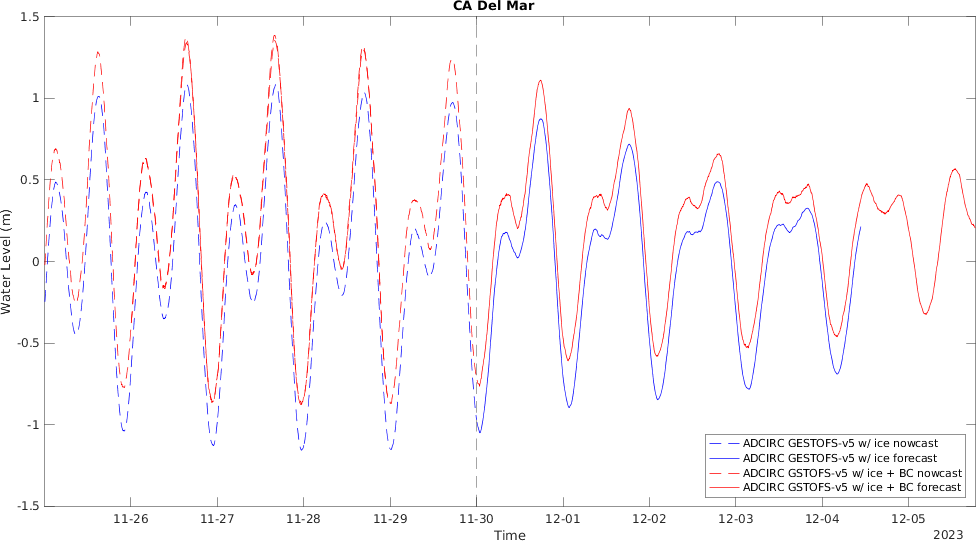 CA Del Mar
1.5
1
0.5
0
-0.5
-1
-1.5
Water Level (m)
11-26 11-27 11-28 11-29 11-30 12-01 12-02 12-03 12-04 12-05
Time
2023
ADCIRC GESTOFS-v5 w/ ice nowcast
ADCIRC GESTOFS-v5 w/ ice forecast
ADCIRC GSTOFS-v5 w/ ice + BC nowcast
ADCIRC GSTOFS-v5 w/ ice + BC forecast